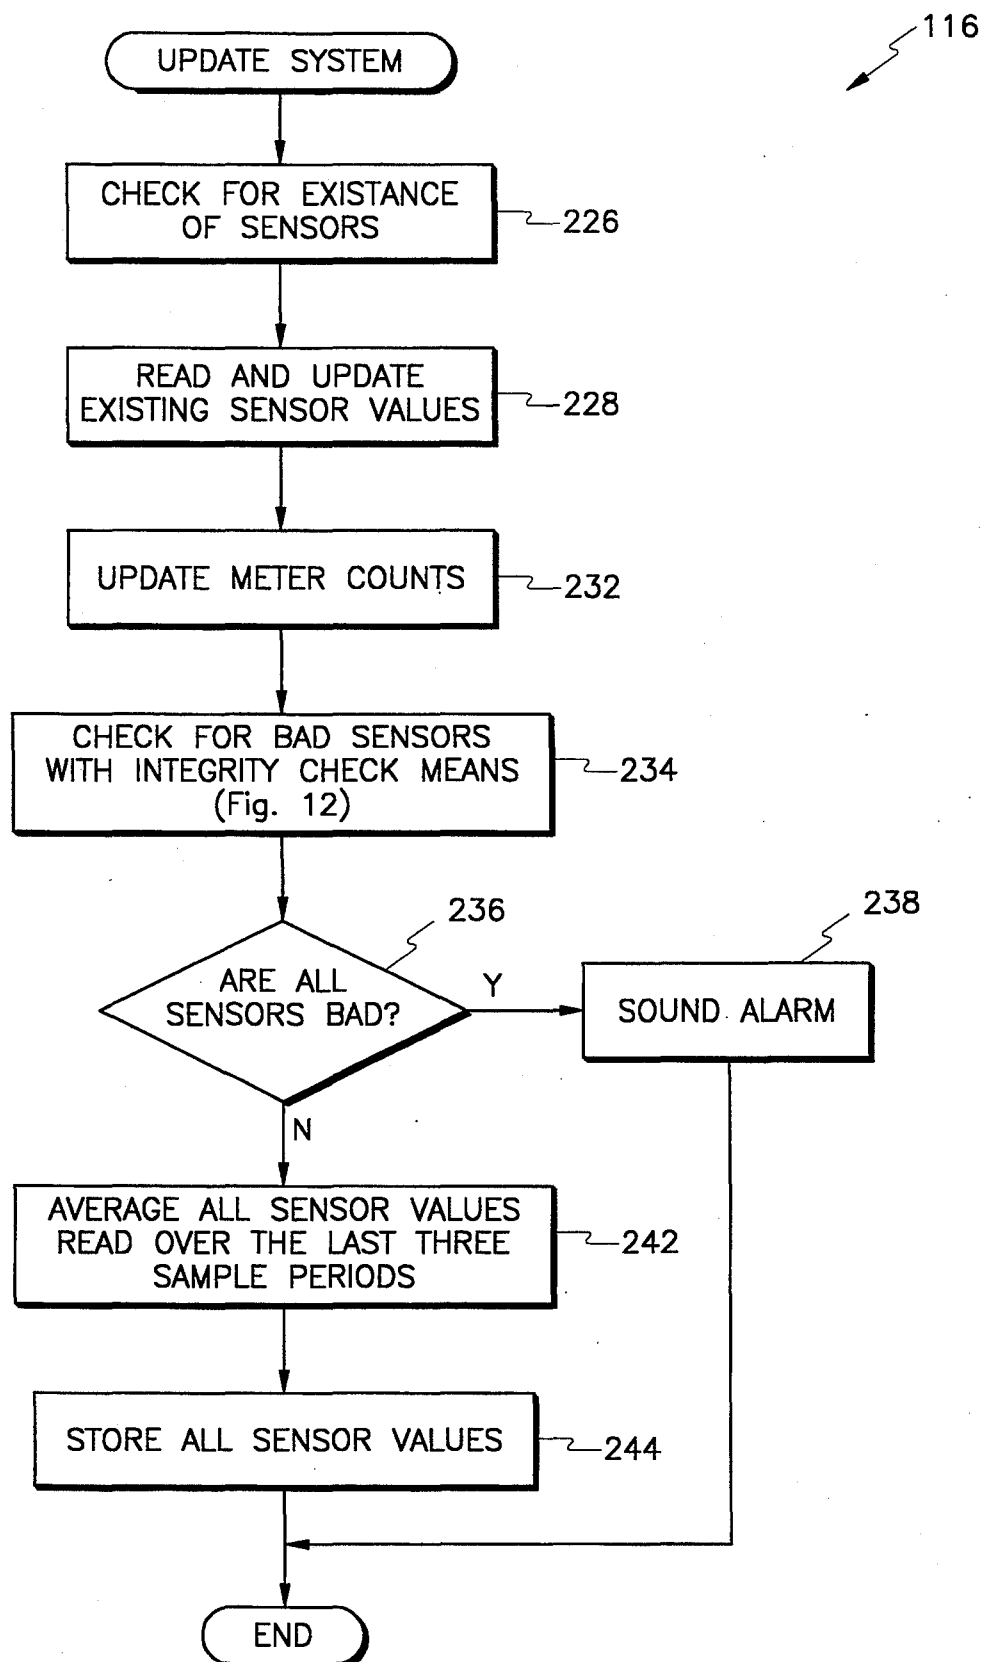 116
UPDATE SYSTEM
CHECK FOR EXISTANCE
OF SENSORS
226
READ AND UPDATE
EXISTING SENSOR VALUES
228
UPDATE METER COUNTS
232
CHECK FOR BAD SENSORS
WITH INTEGRITY CHECK MEANS
(Fig. 12)
234
236
ARE ALL
SENSORS BAD?
Y
238
SOUND ALARM
N
AVERAGE ALL SENSOR VALUES
READ OVER THE LAST THREE
SAMPLE PERIODS
242
STORE ALL SENSOR VALUES
244
END